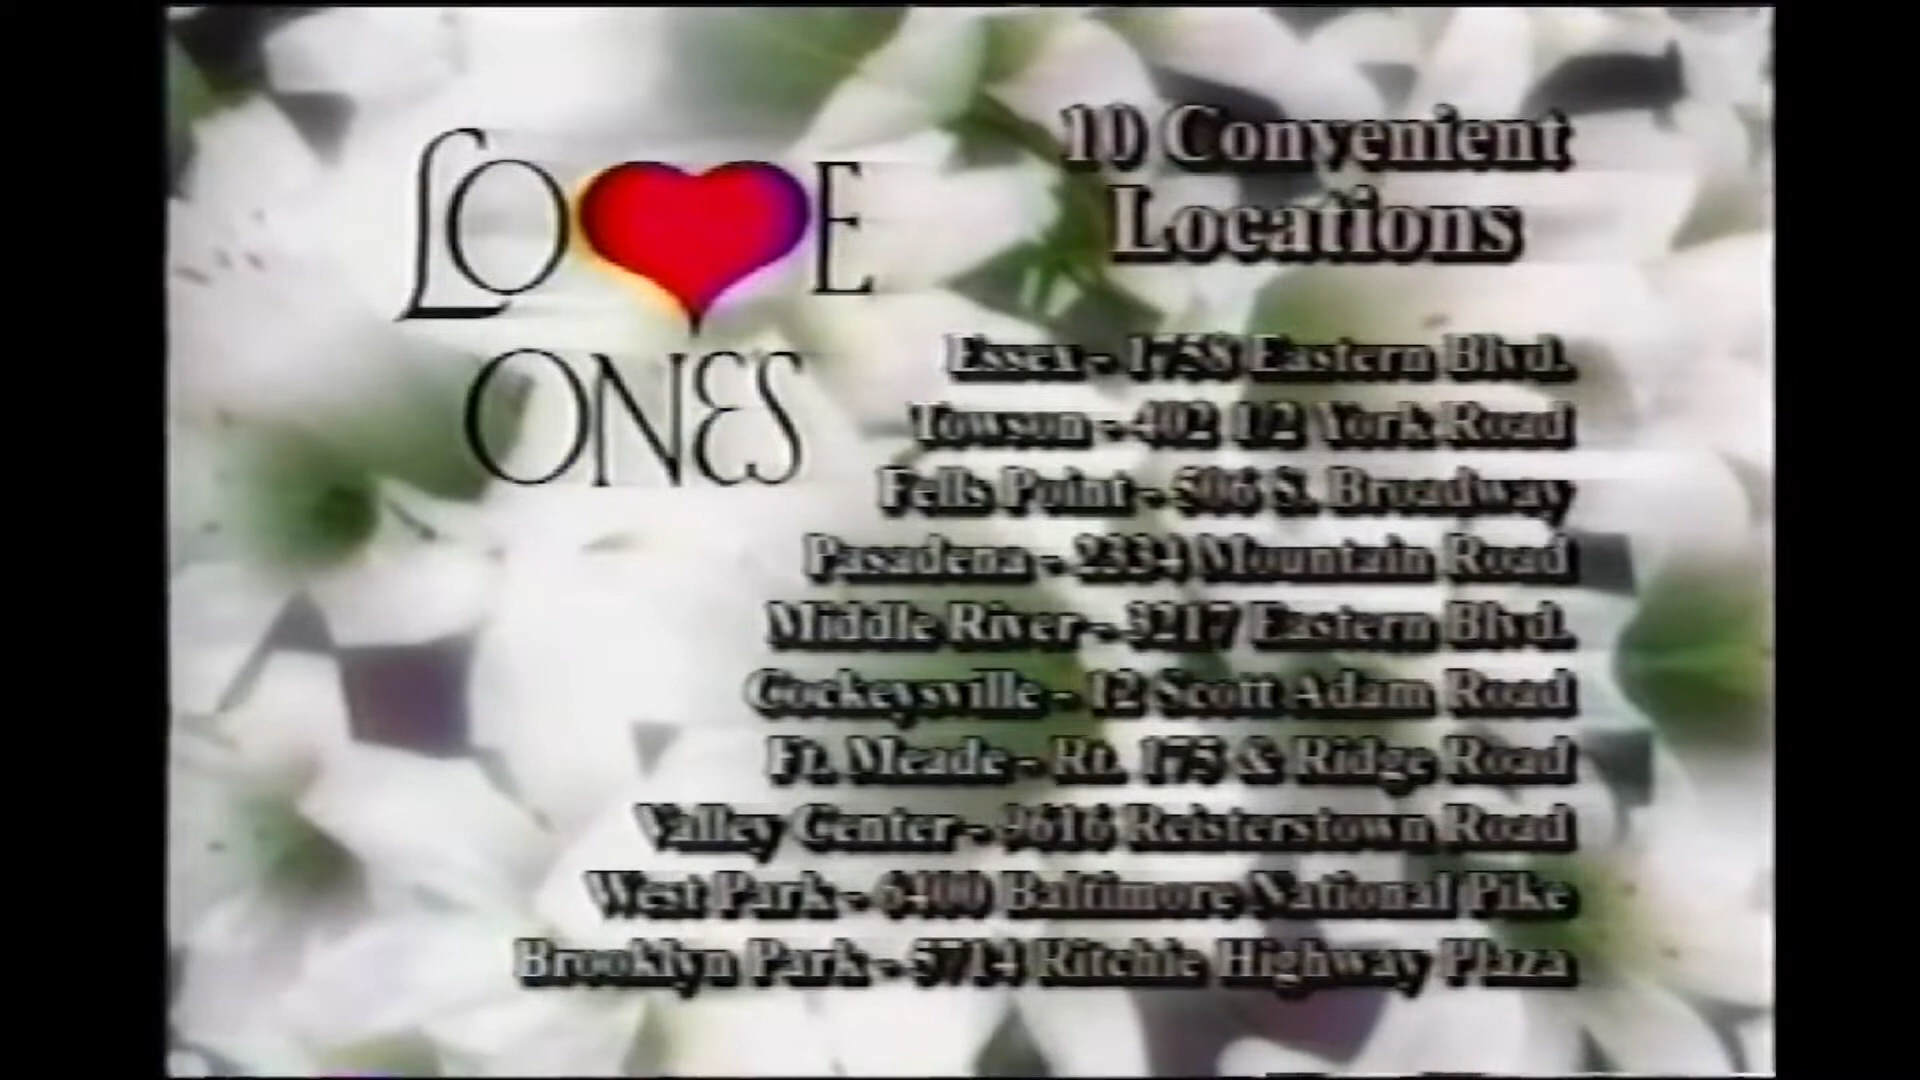 LO❤E
ONES
10 Convenient
Locations
Essex - 1758 Eastern Blvd.
Towson - 402 1/2 York Road
Fells Point - 506 S. Broadway
Pasadena - 2334 Mountain Road
Middle River - 3217 Eastern Blvd.
Cockeysville - 12 Scott Adam Road
Ft. Meade - Rt. 175 & Ridge Road
Valley Center - 9616 Reisterstown Road
West Park - 6400 Baltimore National Pike
Brooklyn Park - 5714 Ritchie Highway Plaza